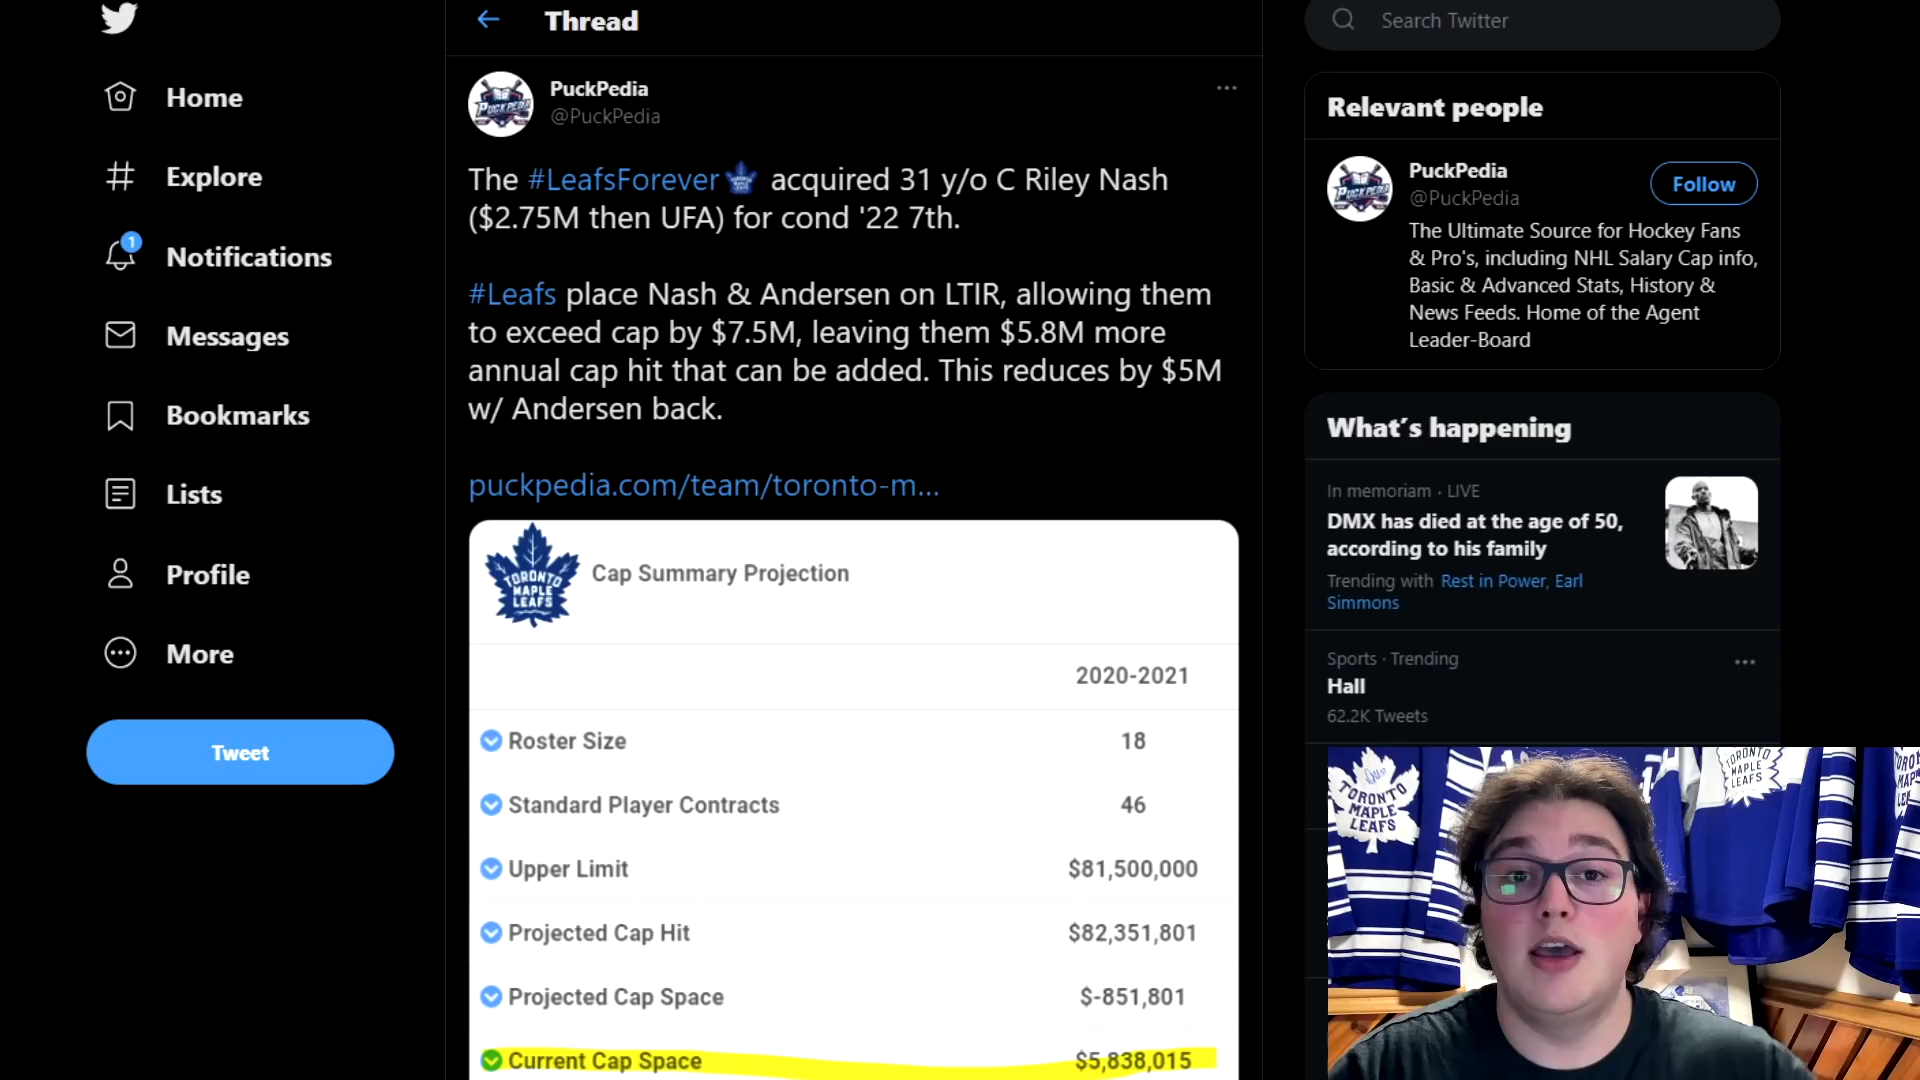 Home
Explore
1
Notifications
Messages
Bookmarks
Lists
Profile
More
Tweet
Thread
PuckPedia
@PuckPedia
The #LeafsForever acquired 31 y/o C Riley Nash
($2.75M then UFA) for cond '22 7th.
#Leafs place Nash & Andersen on LTIR, allowing them
to exceed cap by $7.5M, leaving them $5.8M more
annual cap hit that can be added. This reduces by $5M
w/ Andersen back.
puckpedia.com/team/toronto-m...
TORONTO
MAPLE
LEAFS
Cap Summary Projection
2020-2021
Roster Size 18
Standard Player Contracts 46
Upper Limit $81,500,000
Projected Cap Hit $82,351,801
Projected Cap Space $-851,801
Current Cap Space $5,838,015
Search Twitter
Relevant people
PuckPedia
@PuckPedia
Follow
The Ultimate Source for Hockey Fans
& Pro's, including NHL Salary Cap info,
Basic & Advanced Stats, History &
News Feeds. Home of the Agent
Leader-Board
What's happening
In memoriam · LIVE
DMX has died at the age of 50,
according to his family
Trending with Rest in Power, Earl
Simmons
Sports · Trending
Hall
62.2K Tweets
TORONTO
MAPLE
LEAFS
TORONTO
MAPLE
LEAFS